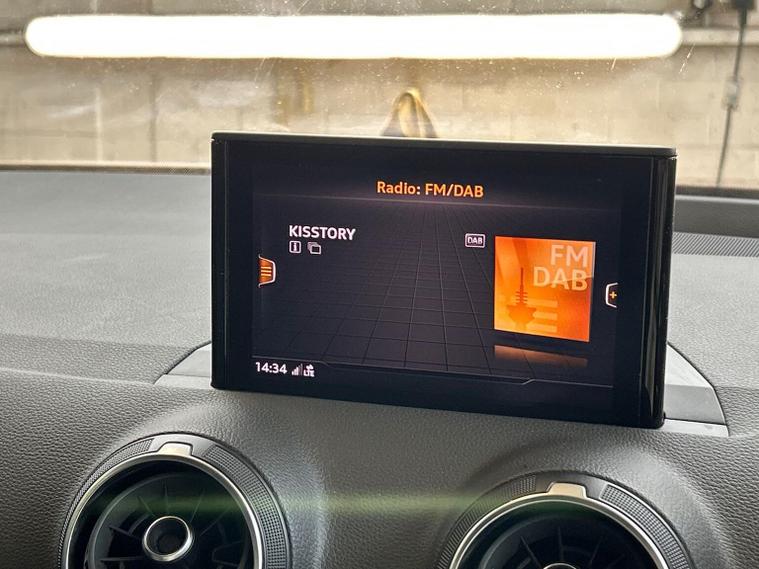 Radio: FM/DAB
KISSTORY
DAB
FM
DAB
14:34
LTE